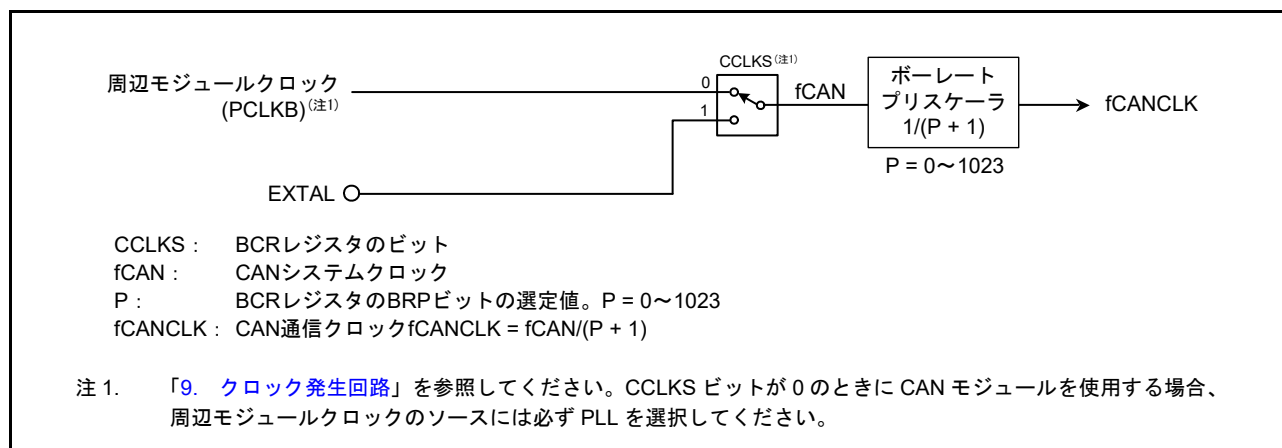 周辺モジュールクロック
(PCLKB)(注1)
CCLKS(注1)
0
1
fCAN
ボーレート
プリスケーラ
1/(P + 1)
fCANCLK
P = 0～1023
EXTAL
CCLKS : BCRレジスタのビット
fCAN : CANシステムクロック
P : BCRレジスタのBRPビットの選定値。P = 0～1023
fCANCLK : CAN通信クロックfCANCLK = fCAN/(P + 1)
注 1. 「9. クロック発生回路」を参照してください。CCLKS ビットが 0 のときに CAN モジュールを使用する場合、
周辺モジュールクロックのソースには必ず PLL を選択してください。